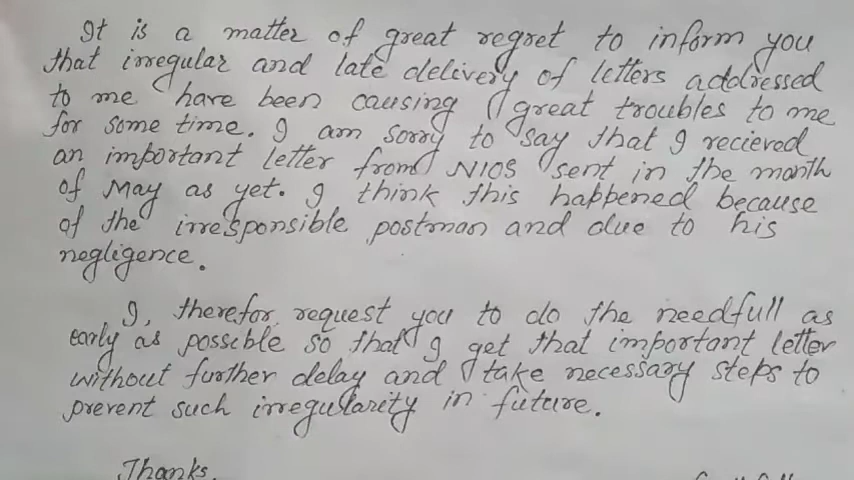 It is a matter of great regret to inform you
that irregular and late delivery of letters addressed
to me have been causing great troubles to me
for some time. I am sorry to say that I recieved
an important letter from NIOS sent in the month
of May as yet. I think this happened because
of the irresponsible postman and due to his
negligence.
I, therefor request you to do the needfull as
early as possible so that I get that important letter
without further delay and take necessary steps to
prevent such irregularity in future.
Thanks.